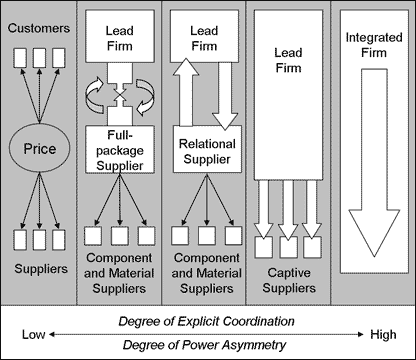 Customers
Price
Suppliers
Lead
Firm
Full-
package
Supplier
Component
and Material
Suppliers
Lead
Firm
Relational
Supplier
Component
and Material
Suppliers
Lead
Firm
Captive
Suppliers
Integrated
Firm
Degree of Explicit Coordination
Low High
Degree of Power Asymmetry